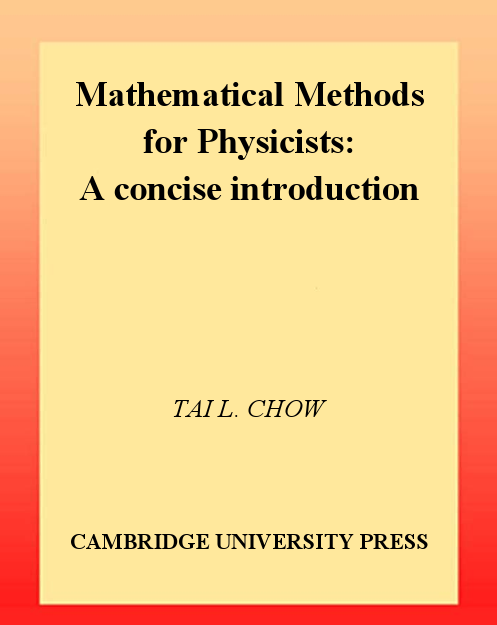 Mathematical Methods
for Physicists:
A concise introduction
TAI L. CHOW
CAMBRIDGE UNIVERSITY PRESS